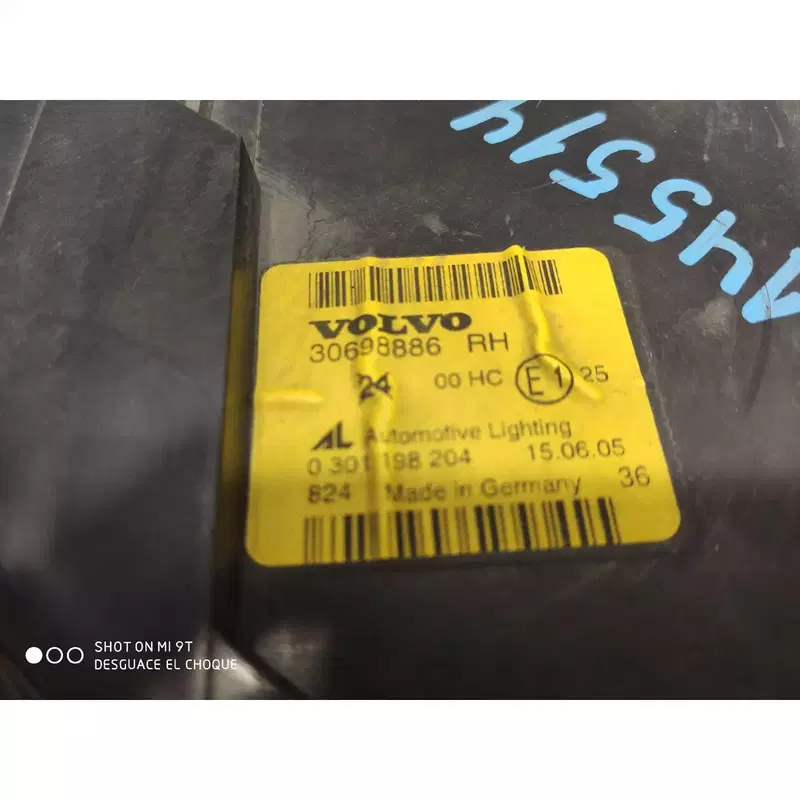 145514
VOLVO
30698886 RH
24 00 HC E1 25
AL Automotive Lighting
0 301 198 204 15.06.05
824 Made in Germany 36
SHOT ON MI 9T
DESGUACE EL CHOQUE